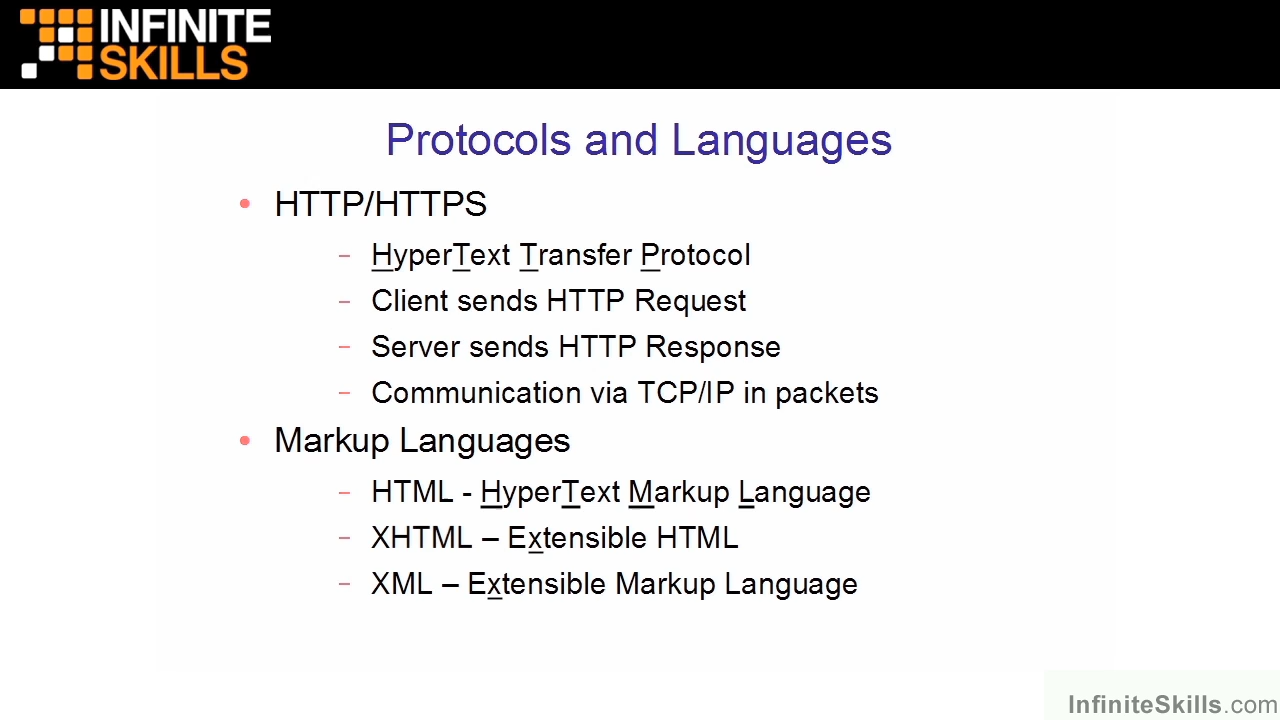 INFINITE
SKILLS
Protocols and Languages
• HTTP/HTTPS
– HyperText Transfer Protocol
– Client sends HTTP Request
– Server sends HTTP Response
– Communication via TCP/IP in packets
• Markup Languages
– HTML - HyperText Markup Language
– XHTML – Extensible HTML
– XML – Extensible Markup Language
InfiniteSkills.com